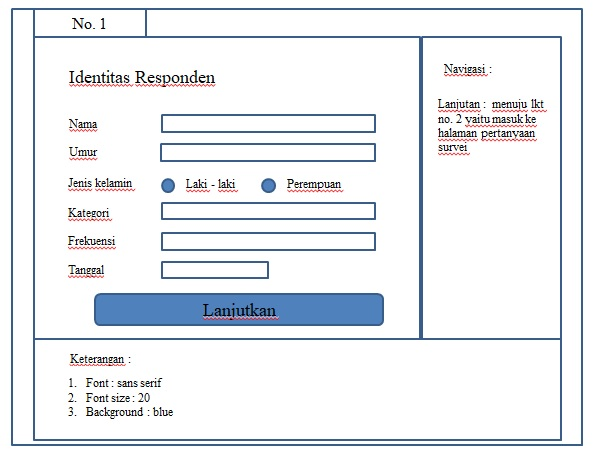 No. 1
Identitas Responden
Nama
Umur
Jenis kelamin Laki - laki Perempuan
Kategori
Frekuensi
Tanggal
Lanjutkan
Navigasi :
Lanjutan : menuju lkt
no. 2 yaitu masuk ke
halaman pertanyaan
survei
Keterangan :
1. Font : sans serif
2. Font size : 20
3. Background : blue